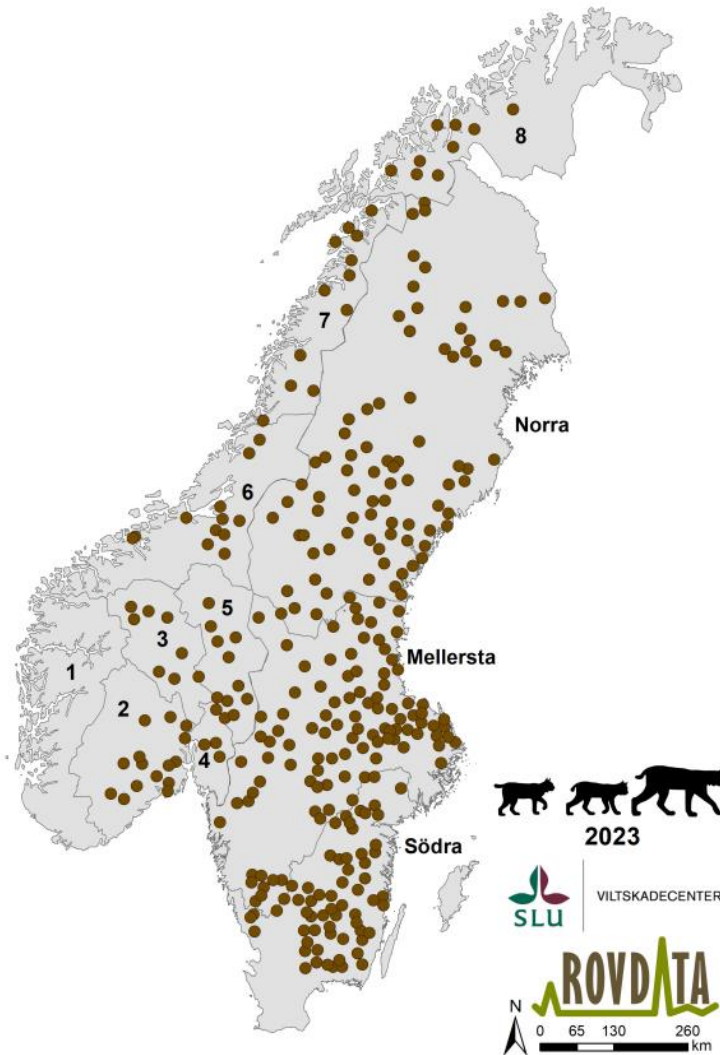 8
7
Norra
6
5
3
1
Mellersta
2
4
2023
Södra
SLU
VILTSKADECENTER
ROVDATA
N
0 65 130 260
km